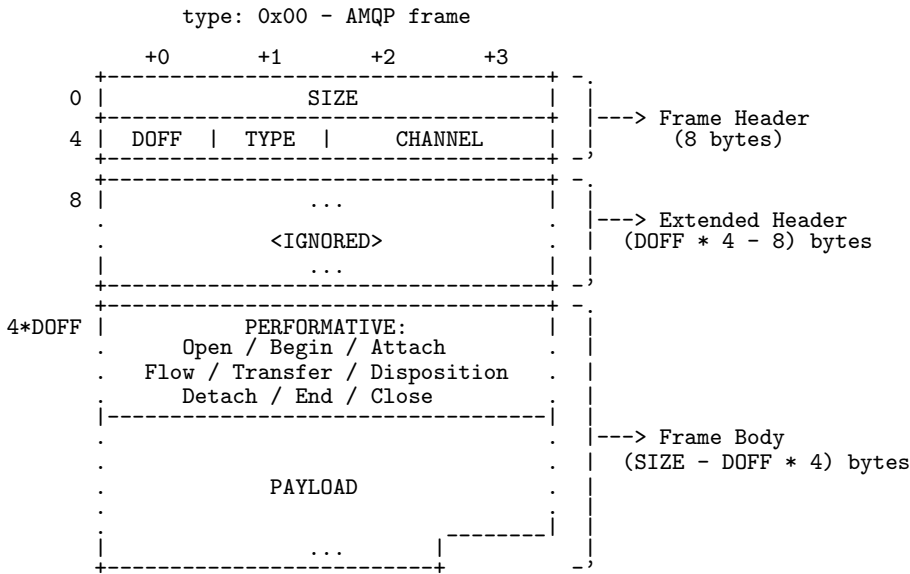 type: 0x00 - AMQP frame
+0 +1 +2 +3
0 SIZE
4 DOFF | TYPE | CHANNEL
---> Frame Header
(8 bytes)
8 ...
<IGNORED>
...
---> Extended Header
(DOFF * 4 - 8) bytes
4*DOFF PERFORMATIVE:
Open / Begin / Attach
Flow / Transfer / Disposition
Detach / End / Close
---> Frame Body
(SIZE - DOFF * 4) bytes
PAYLOAD
...